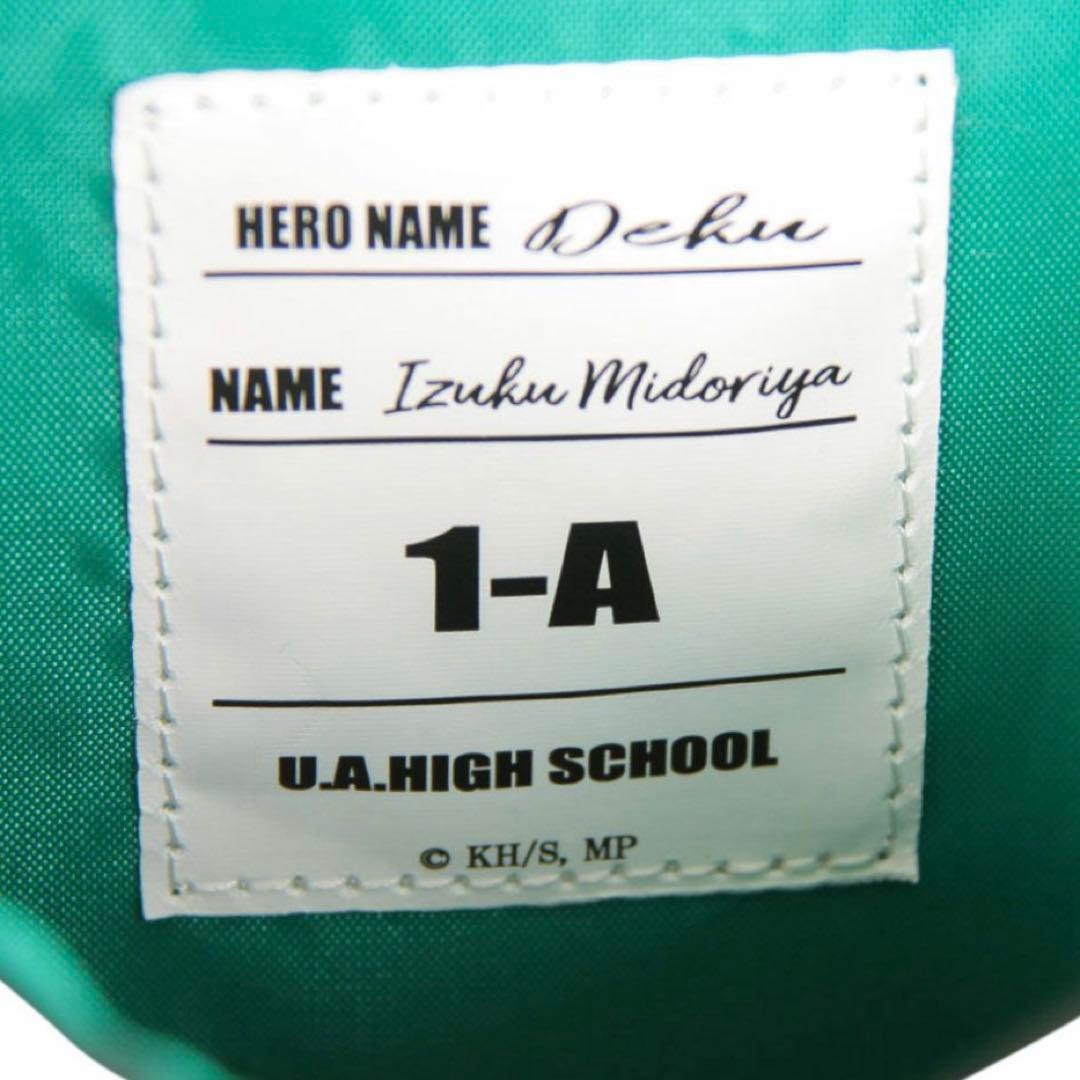 HERO NAME Deku
NAME Izuku Midoriya
1-A
U.A.HIGH SCHOOL
© KH/S, MP